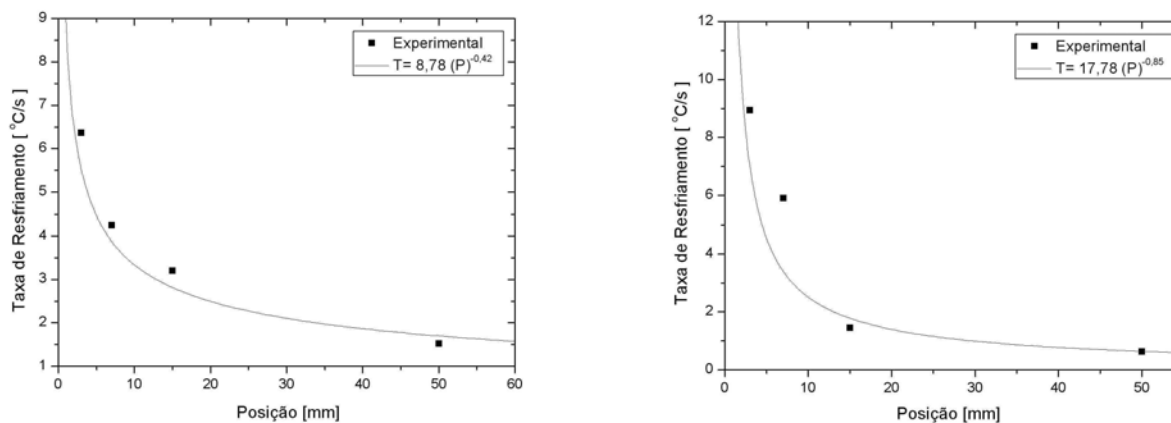 9
8
7
6
5
4
3
2
1
0 10 20 30 40 50 60
Taxa de Resfriamento [ °C/s ]
Posição [mm]
Experimental
T= 8,78 (P)^-0,42
12
10
8
6
4
2
0
0 10 20 30 40 50
Taxa de Resfriamento [ °C/s ]
Posição [mm]
Experimental
T= 17,78 (P)^-0,85